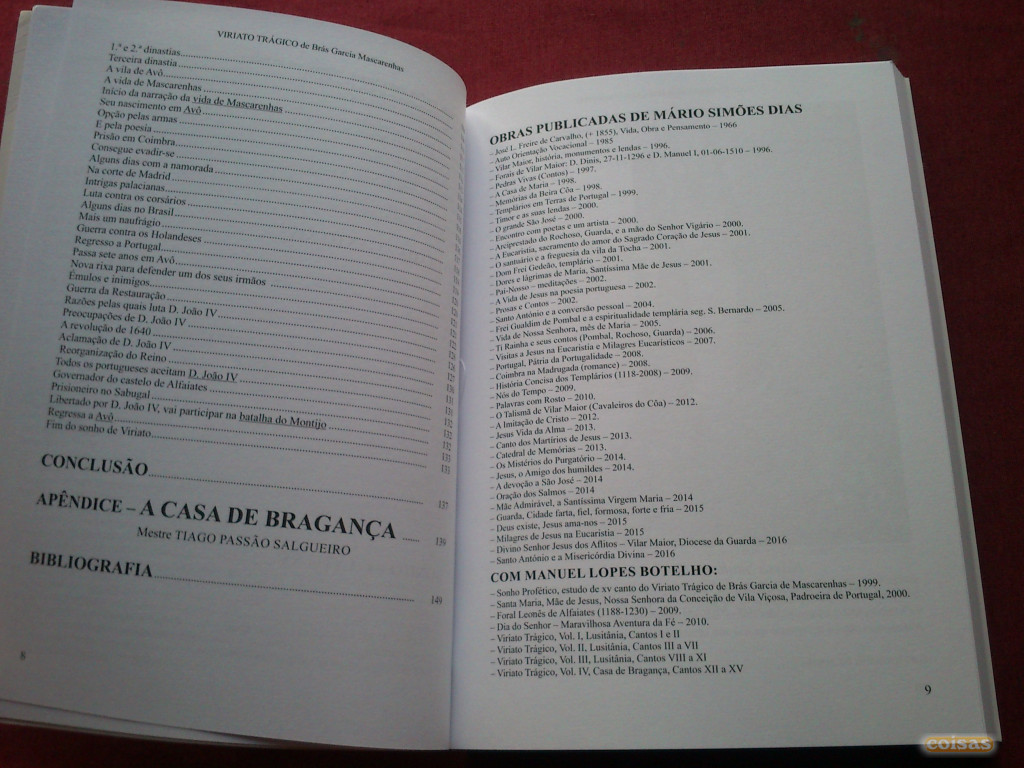 VIRIATO TRÁGICO de Brás Garcia Mascarenhas
1.ª e 2.ª dinastias
Terceira dinastia
A vila de Avô
A vida de Mascarenhas
Início da narração da vida de Mascarenhas
Seu nascimento em Avô
Opção pelas armas
E pela poesia
Prisão em Coimbra
Consegue evadir-se
Alguns dias com a namorada
Na corte de Madrid
Intrigas palacianas
Luta contra os corsários
Alguns dias no Brasil
Mais um naufrágio
Guerra contra os Holandeses
Regresso a Portugal
Passa sete anos em Avô
Nova rixa para defender um dos seus irmãos
Émulos e inimigos
Guerra da Restauração
Razões pelas quais luta D. João IV
Preocupações de D. João IV
A revolução de 1640
Aclamação de D. João IV
Reorganização do Reino
Todos os portugueses aceitam D. João IV
Governador do castelo de Alfaiates
Prisioneiro no Sabugal
Libertado por D. João IV, vai participar na batalha do Montijo
Regressa a Avô
Fim do sonho de Viriato
CONCLUSÃO 137
APÊNDICE – A CASA DE BRAGANÇA 139
Mestre TIAGO PASSÃO SALGUEIRO
BIBLIOGRAFIA 149
8
OBRAS PUBLICADAS DE MÁRIO SIMÕES DIAS
– José L. Freire de Carvalho, (+ 1855), Vida, Obra e Pensamento – 1966
– Auto Orientação Vocacional – 1985
– Vilar Maior, história, monumentos e lendas – 1996.
– Forais de Vilar Maior: D. Dinis, 27-11-1296 e D. Manuel I, 01-06-1510 – 1996.
– Pedras Vivas (Contos) – 1997.
– A Casa de Maria – 1998.
– Memórias da Beira Côa – 1998.
– Templários em Terras de Portugal – 1999.
– Timor e as suas lendas – 2000.
– O grande São José – 2000.
– Encontro com poetas e um artista – 2000.
– Arciprestado do Rochoso, Guarda, e a mão do Senhor Vigário – 2000.
– A Eucaristia, sacramento do amor do Sagrado Coração de Jesus – 2001.
– O santuário e a freguesia da vila da Tocha – 2001.
– Dom Frei Gedeão, templário – 2001.
– Dores e lágrimas de Maria, Santíssima Mãe de Jesus – 2001.
– Pai-Nosso – meditações – 2002.
– A Vida de Jesus na poesia portuguesa – 2002.
– Prosas e Contos – 2002.
– Santo António e a conversão pessoal – 2004.
– Frei Gualdim de Pombal e a espiritualidade templária seg. S. Bernardo – 2005.
– Vida de Nossa Senhora, mês de Maria – 2005.
– Ti Rainha e seus contos (Pombal, Rochoso, Guarda) – 2006.
– Visitas a Jesus na Eucaristia e Milagres Eucarísticos – 2007.
– Portugal, Pátria da Portugalidade – 2008.
– Coimbra na Madrugada (romance) – 2008.
– História Concisa dos Templários (1118-2008) – 2009.
– Nós do Tempo – 2009.
– Palavras com Rosto – 2010.
– O Talismã de Vilar Maior (Cavaleiros do Côa) – 2012.
– A Imitação de Cristo – 2012.
– Jesus Vida da Alma – 2013.
– Canto dos Martírios de Jesus – 2013.
– Catedral de Memórias – 2013.
– Os Mistérios do Purgatório – 2014.
– Jesus, o Amigo dos humildes – 2014.
– A devoção a São José – 2014
– Oração dos Salmos – 2014
– Mãe Admirável, a Santíssima Virgem Maria – 2014
– Guarda, Cidade farta, fiel, formosa, forte e fria – 2015
– Deus existe, Jesus ama-nos – 2015
– Milagres de Jesus na Eucaristia – 2015
– Divino Senhor Jesus dos Aflitos – Vilar Maior, Diocese da Guarda – 2016
– Santo António e a Misericórdia Divina – 2016
COM MANUEL LOPES BOTELHO:
– Sonho Profético, estudo de xv canto do Viriato Trágico de Brás Garcia de Mascarenhas – 1999.
– Santa Maria, Mãe de Jesus, Nossa Senhora da Conceição de Vila Viçosa, Padroeira de Portugal, 2000.
– Foral Leonês de Alfaiates (1188-1230) – 2009.
– Dia do Senhor – Maravilhosa Aventura da Fé – 2010.
– Viriato Trágico, Vol. I, Lusitânia, Cantos I e II
– Viriato Trágico, Vol. II, Lusitânia, Cantos III a VII
– Viriato Trágico, Vol. III, Lusitânia, Cantos VIII a XI
– Viriato Trágico, Vol. IV, Casa de Bragança, Cantos XII a XV
9
coisas